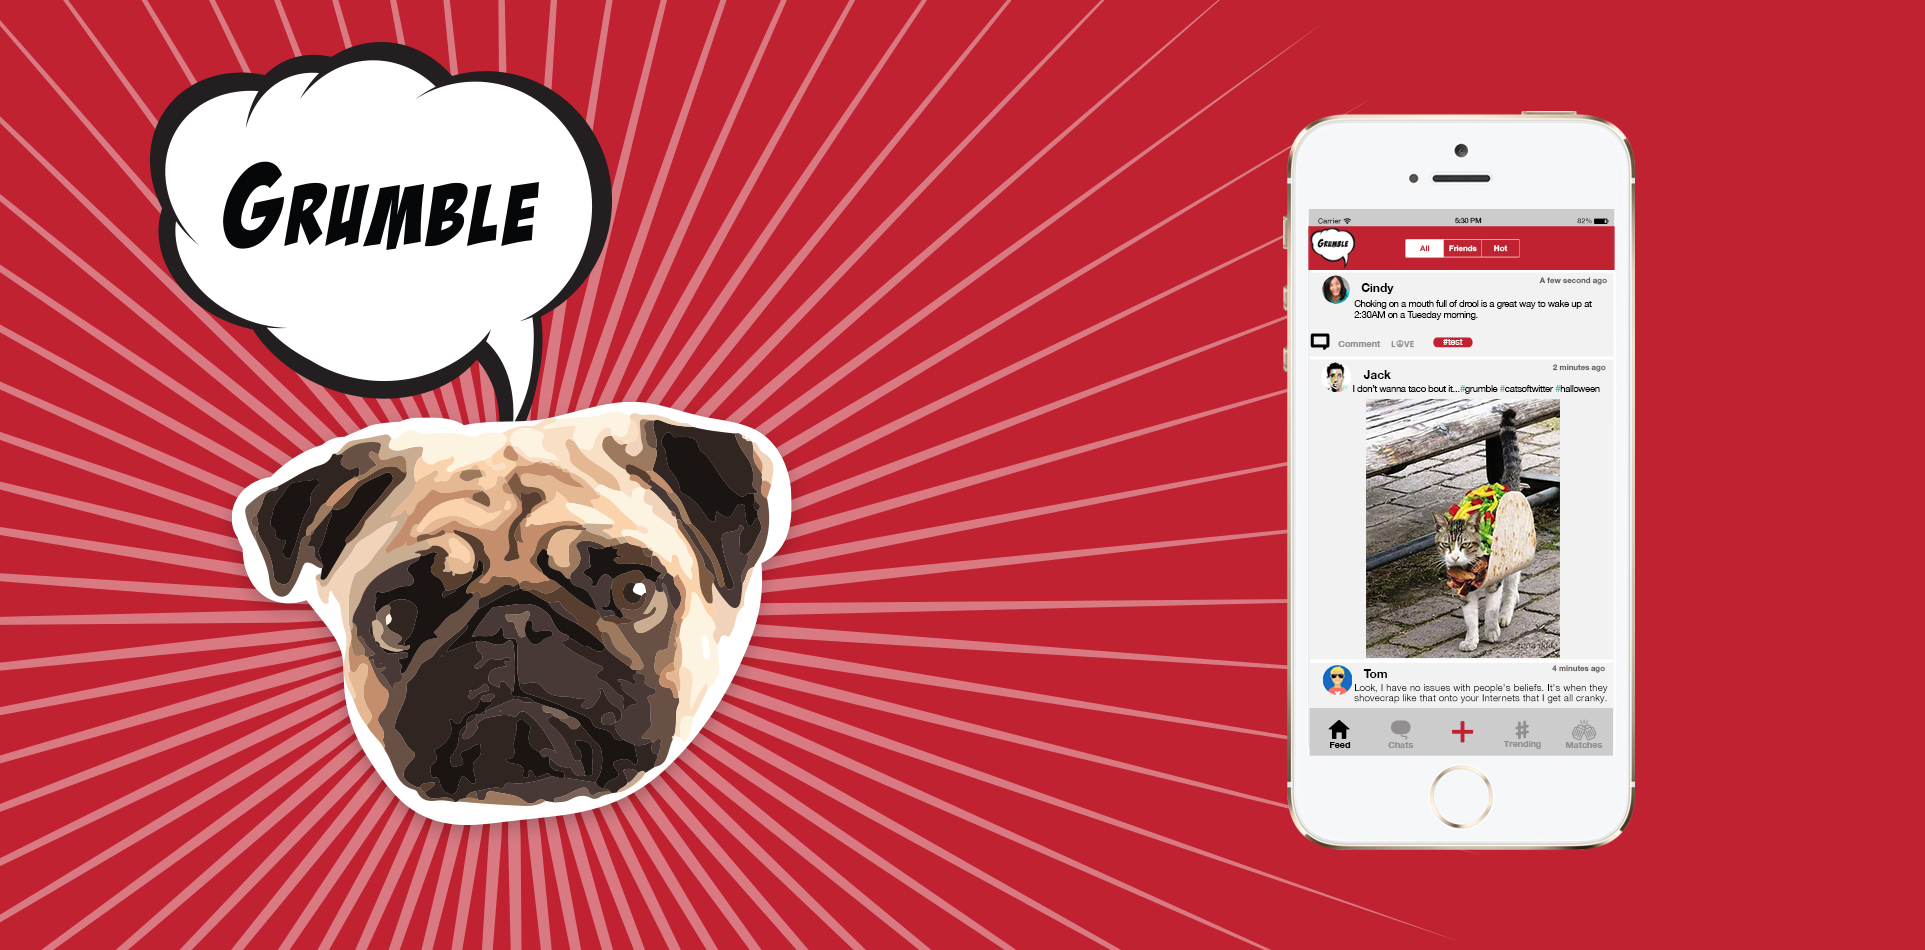 GRUMBLE
Carrier
5:30 PM
82%
GRUMBLE
All
Friends
Hot
Cindy
A few second ago
Choking on a mouth full of drool is a great way to wake up at
2:30AM on a Tuesday morning.
Comment
LOVE
#test
Jack
2 minutes ago
I don't wanna taco bout it...#grumble #catsoftwitter #halloween
Tom
4 minutes ago
Look, I have no issues with people's beliefs. It's when they
shovecrap like that onto your Internets that I get all cranky.
Feed
Chats
Trending
Matches